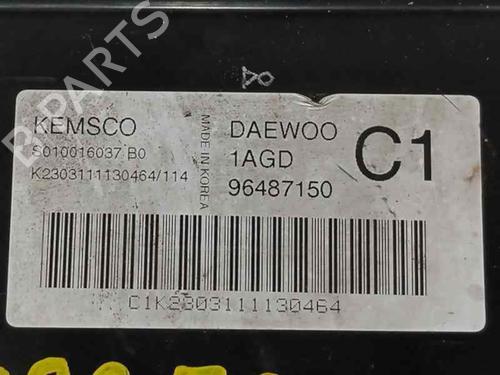 B-PARTS
KEMSCO
S010016037 B0
K2303111130464/114
MADE IN KOREA
DAEWOO
1AGD
96487150
C1
C1K2303111130464